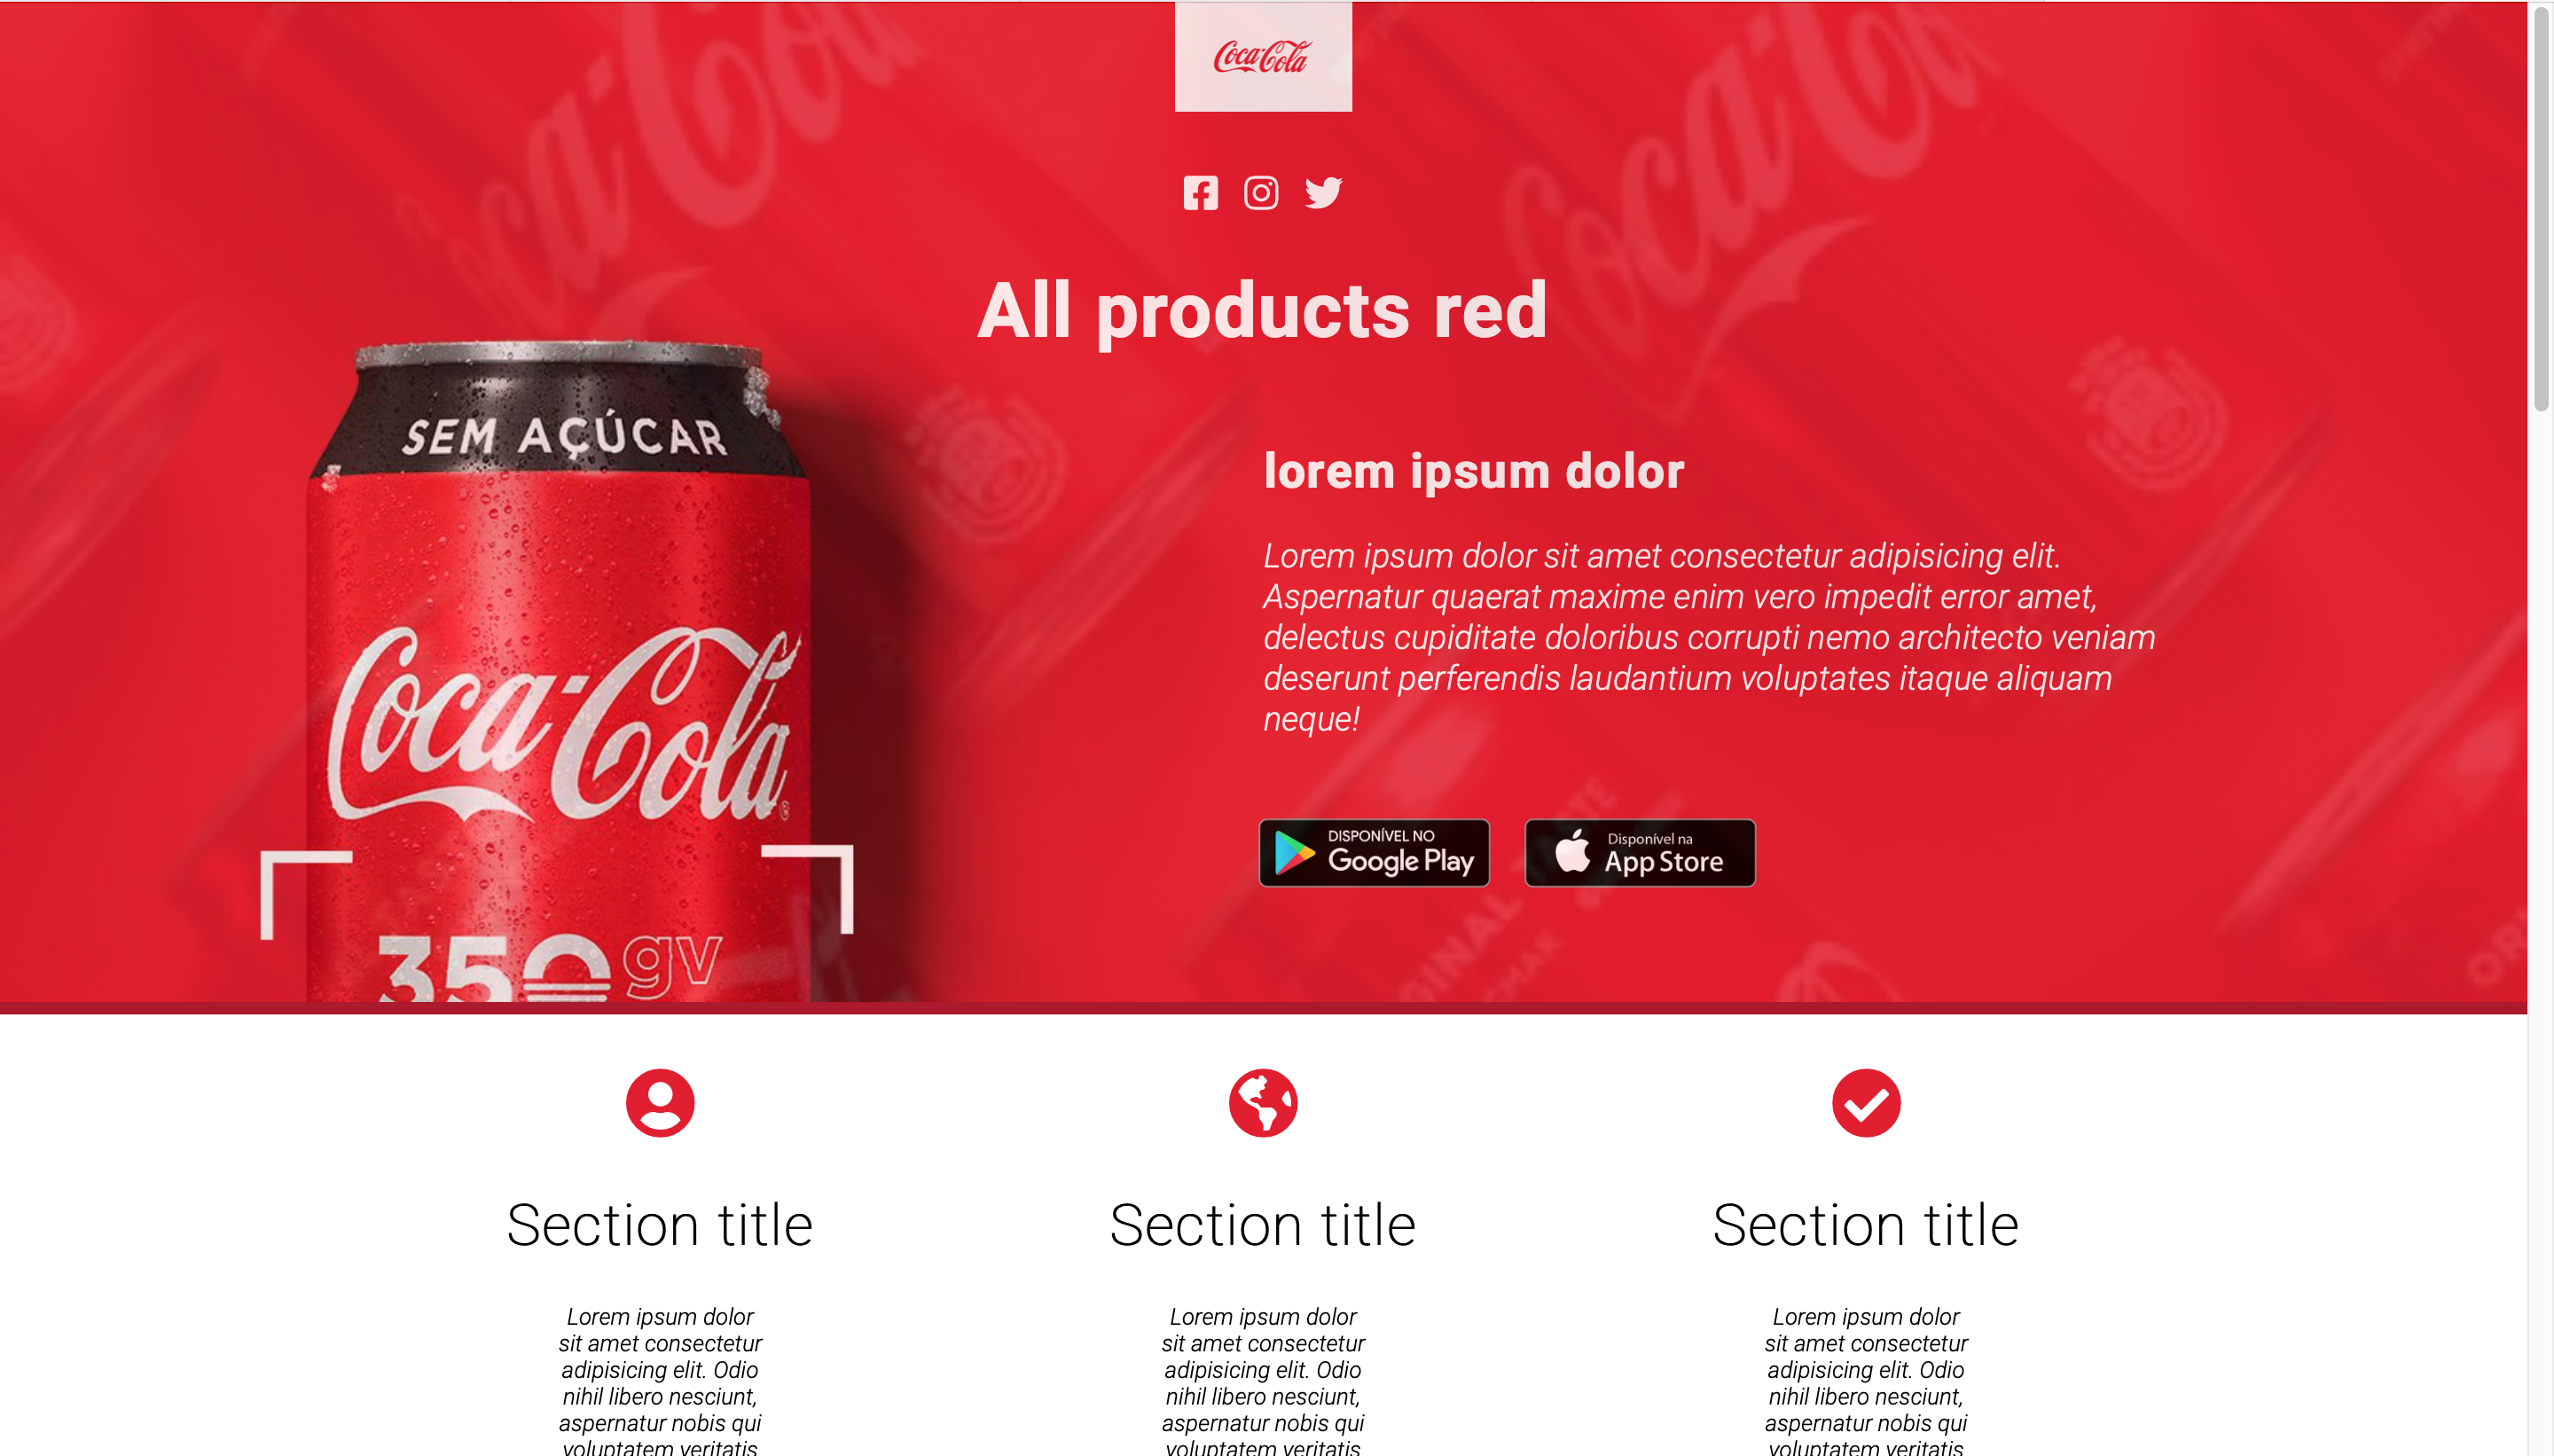 Coca-Cola
All products red
SEM AÇÚCAR
Coca-Cola
350 gv
lorem ipsum dolor
Lorem ipsum dolor sit amet consectetur adipisicing elit.
Aspernatur quaerat maxime enim vero impedit error amet,
delectus cupiditate doloribus corrupti nemo architecto veniam
deserunt perferendis laudantium voluptates itaque aliquam
neque!
DISPONÍVEL NO
Google Play
Disponível na
App Store
Section title
Lorem ipsum dolor
sit amet consectetur
adipisicing elit. Odio
nihil libero nesciunt,
aspernatur nobis qui
voluptatem veritatis
Section title
Lorem ipsum dolor
sit amet consectetur
adipisicing elit. Odio
nihil libero nesciunt,
aspernatur nobis qui
voluptatem veritatis
Section title
Lorem ipsum dolor
sit amet consectetur
adipisicing elit. Odio
nihil libero nesciunt,
aspernatur nobis qui
voluptatem veritatis